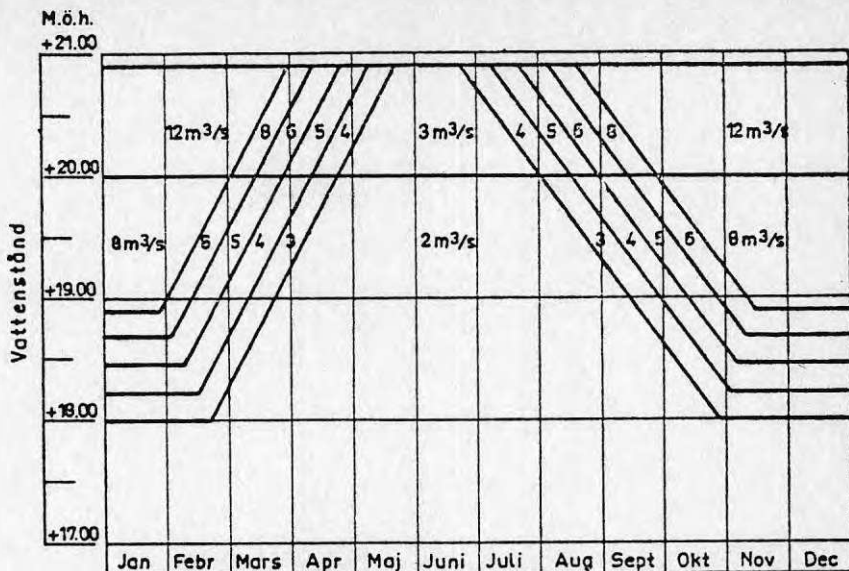 M.ö.h.
+21.00
12m³/s 8 6 5 4 3m³/s 4 5 6 8 12m³/s
+20.00
8m³/s 6 5 4 3 2m³/s 3 4 5 6 8m³/s
+19.00
Vattenstånd
+18.00
+17.00
Jan Febr Mars Apr Maj Juni Juli Aug Sept Okt Nov Dec